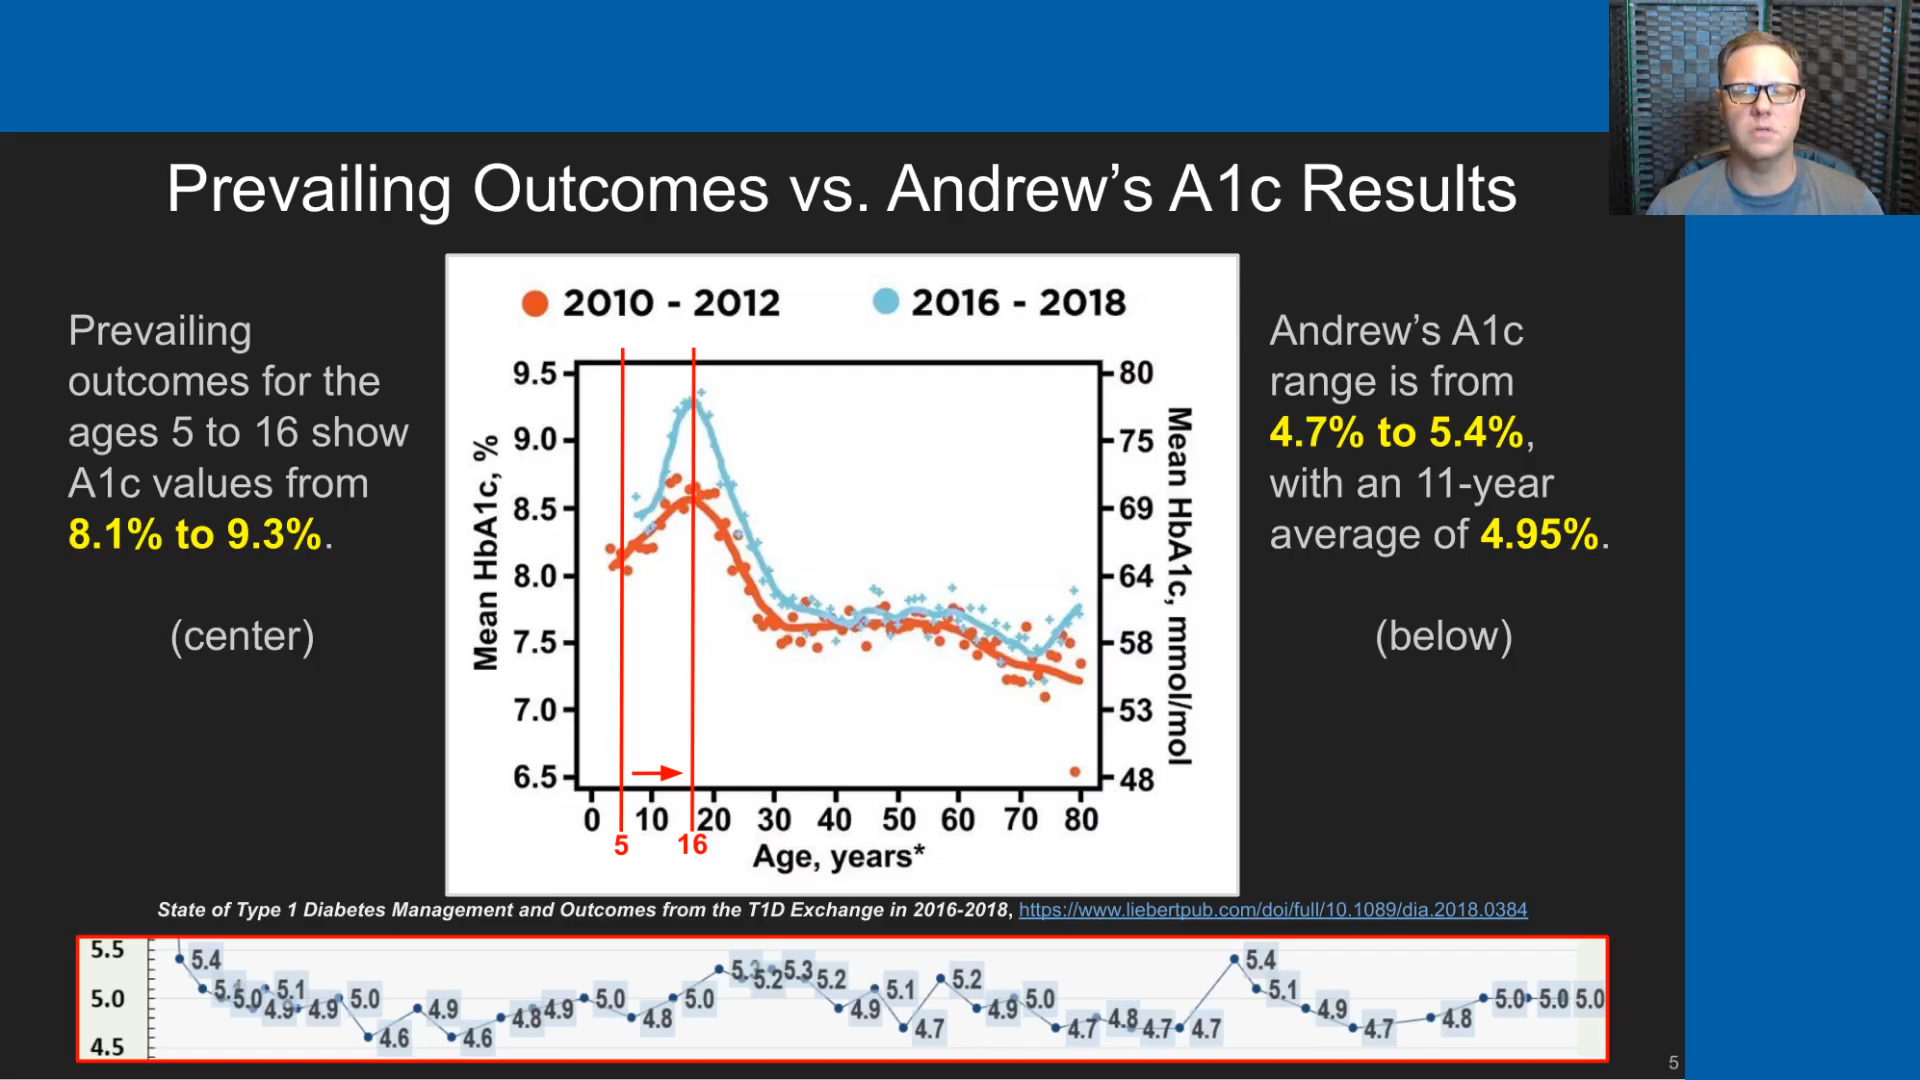 Prevailing Outcomes vs. Andrew’s A1c Results
Prevailing
outcomes for the
ages 5 to 16 show
A1c values from
8.1% to 9.3%.
(center)
2010 - 2012
2016 - 2018
Mean HbA1c, %
9.5
9.0
8.5
8.0
7.5
7.0
6.5
80
75
69
64
58
53
48
Mean HbA1c, mmol/mol
0 10 20 30 40 50 60 70 80
5 16
Age, years*
Andrew’s A1c
range is from
4.7% to 5.4%,
with an 11-year
average of 4.95%.
(below)
State of Type 1 Diabetes Management and Outcomes from the T1D Exchange in 2016-2018, https://www.liebertpub.com/doi/full/10.1089/dia.2018.0384
5.5
5.0
4.5
5.4 5.1 5.0 4.9 5.1 4.9 5.0 4.6 4.9 4.6 4.8 4.9 5.0 4.8 5.0 5.3 5.2 5.3 5.2 4.9 5.1 4.7 5.2 4.9 5.0 4.7 4.8 4.7 4.7 5.4 5.1 4.9 4.7 4.8 5.0 5.0 5.0
5